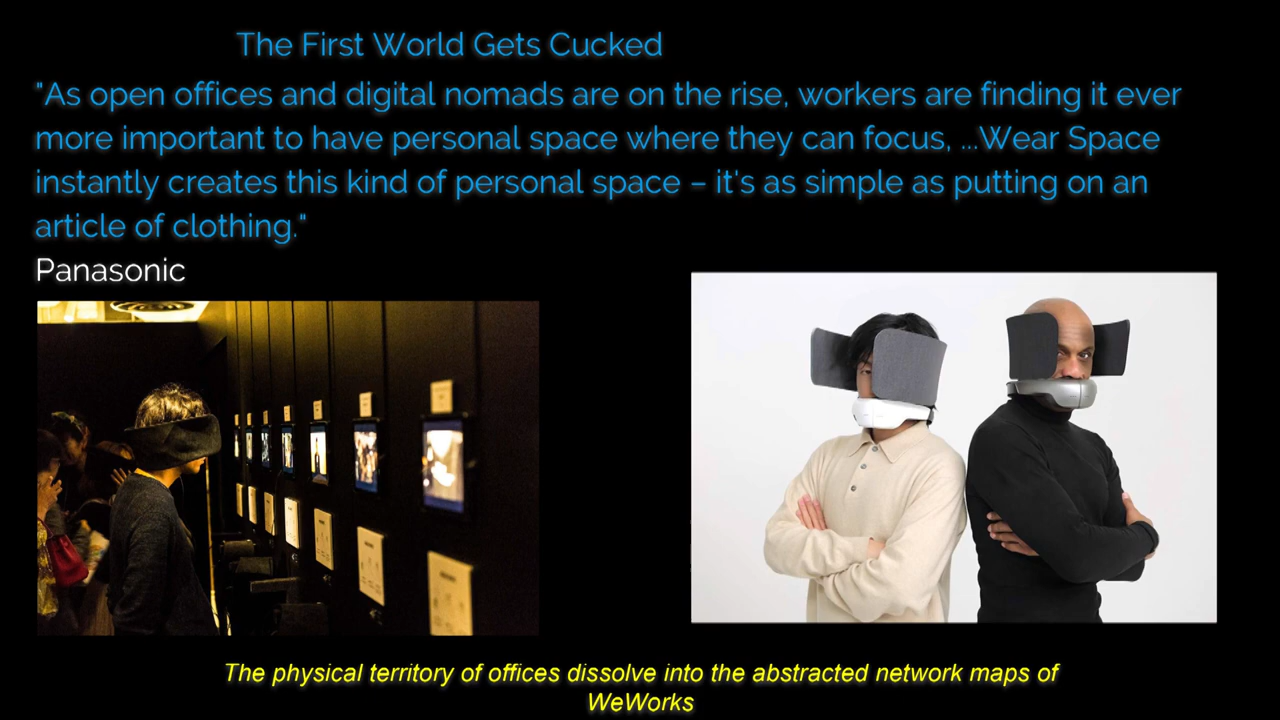 The First World Gets Cucked
"As open offices and digital nomads are on the rise, workers are finding it ever
more important to have personal space where they can focus, ...Wear Space
instantly creates this kind of personal space – it's as simple as putting on an
article of clothing."
Panasonic
The physical territory of offices dissolve into the abstracted network maps of
WeWorks